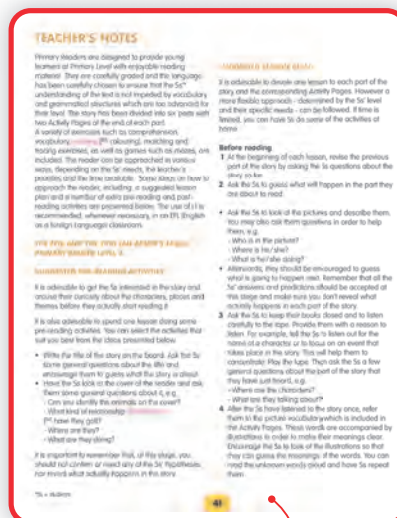 TEACHER'S NOTES
Primary Readers are designed to provide young
learners at Primary Level with enjoyable reading
material. They are carefully graded and the language
has been carefully chosen to ensure that the Ss'*
understanding of the text is not impeded by vocabulary
and grammatical structures which are too advanced for
their level. The story has been divided into six parts with
two Activity Pages at the end of each part.
A variety of exercises such as comprehension,
vocabulary, colouring, matching and
tracing exercises, as well as games such as mazes, are
included. The reader can be approached in various
ways, depending on the Ss' needs, the teacher's
priorities and the time available. Some ideas on how to
approach the reader, including a suggested lesson
plan and a number of extra pre-reading and post-
reading activities are presented below. The use of L1 is
recommended, whenever necessary, in an EFL (English
as a foreign language) classroom.
SUGGESTED PRE-READING ACTIVITIES
It is advisable to get the Ss interested in the story and
arouse their curiosity about the characters, places and
themes before they actually start reading it.
It is also advisable to spend one lesson doing some
pre-reading activities. You can select the activities that
suit you best from the ideas presented below.
• Write the title of the story on the board. Ask the Ss
some general questions about the title and
encourage them to guess what the story is about.
• Have the Ss look at the cover of the reader and ask
them some general questions about it, e.g.
- Can you identify the animals on the cover?
- What kind of relationship
have they got?
- Where are they?
- What are they doing?
It is important to remember that, at this stage, you
should not confirm or reject any of the Ss' hypotheses
nor reveal what actually happens in the story.
SUGGESTED LESSON PLAN
It is advisable to devote one lesson to each part of the
story and the corresponding Activity Pages. However a
more flexible approach - determined by the Ss' level
and their specific needs - can be followed. If time is
limited, you can have Ss do some of the activities at
home.
Before reading
1 At the beginning of each lesson, revise the previous
part of the story by asking the Ss questions about the
story so far.
2 Ask the Ss to guess what will happen in the part they
are about to read.
• Ask the Ss to look at the pictures and describe them.
You may also ask them questions in order to help
them, e.g.
- Who is in the picture?
- Where is he/she?
- What is he/she doing?
• Afterwards, they should be encouraged to guess
what is going to happen next. Remember that all the
Ss' answers and predictions should be accepted at
this stage and make sure you don't reveal what
actually happens in each part of the story.
3 Ask the Ss to keep their books closed and to listen
carefully to the tape. Provide them with a reason to
listen. For example, tell the Ss to listen out for the
name of a character or to focus on an event that
takes place in the story. This will help them to
concentrate. Play the tape. Then ask the Ss a few
general questions about the part of the story that
they have just heard, e.g.
- Where are the characters?
- What are they talking about?
4 After the Ss have listened to the story once, refer
them to the picture vocabulary which is included in
the Activity Pages. These words are accompanied by
illustrations in order to make their meanings clear.
Encourage the Ss to look at the illustrations so that
they can guess the meanings of the words. You can
read the unknown words aloud and have Ss repeat
them.
41